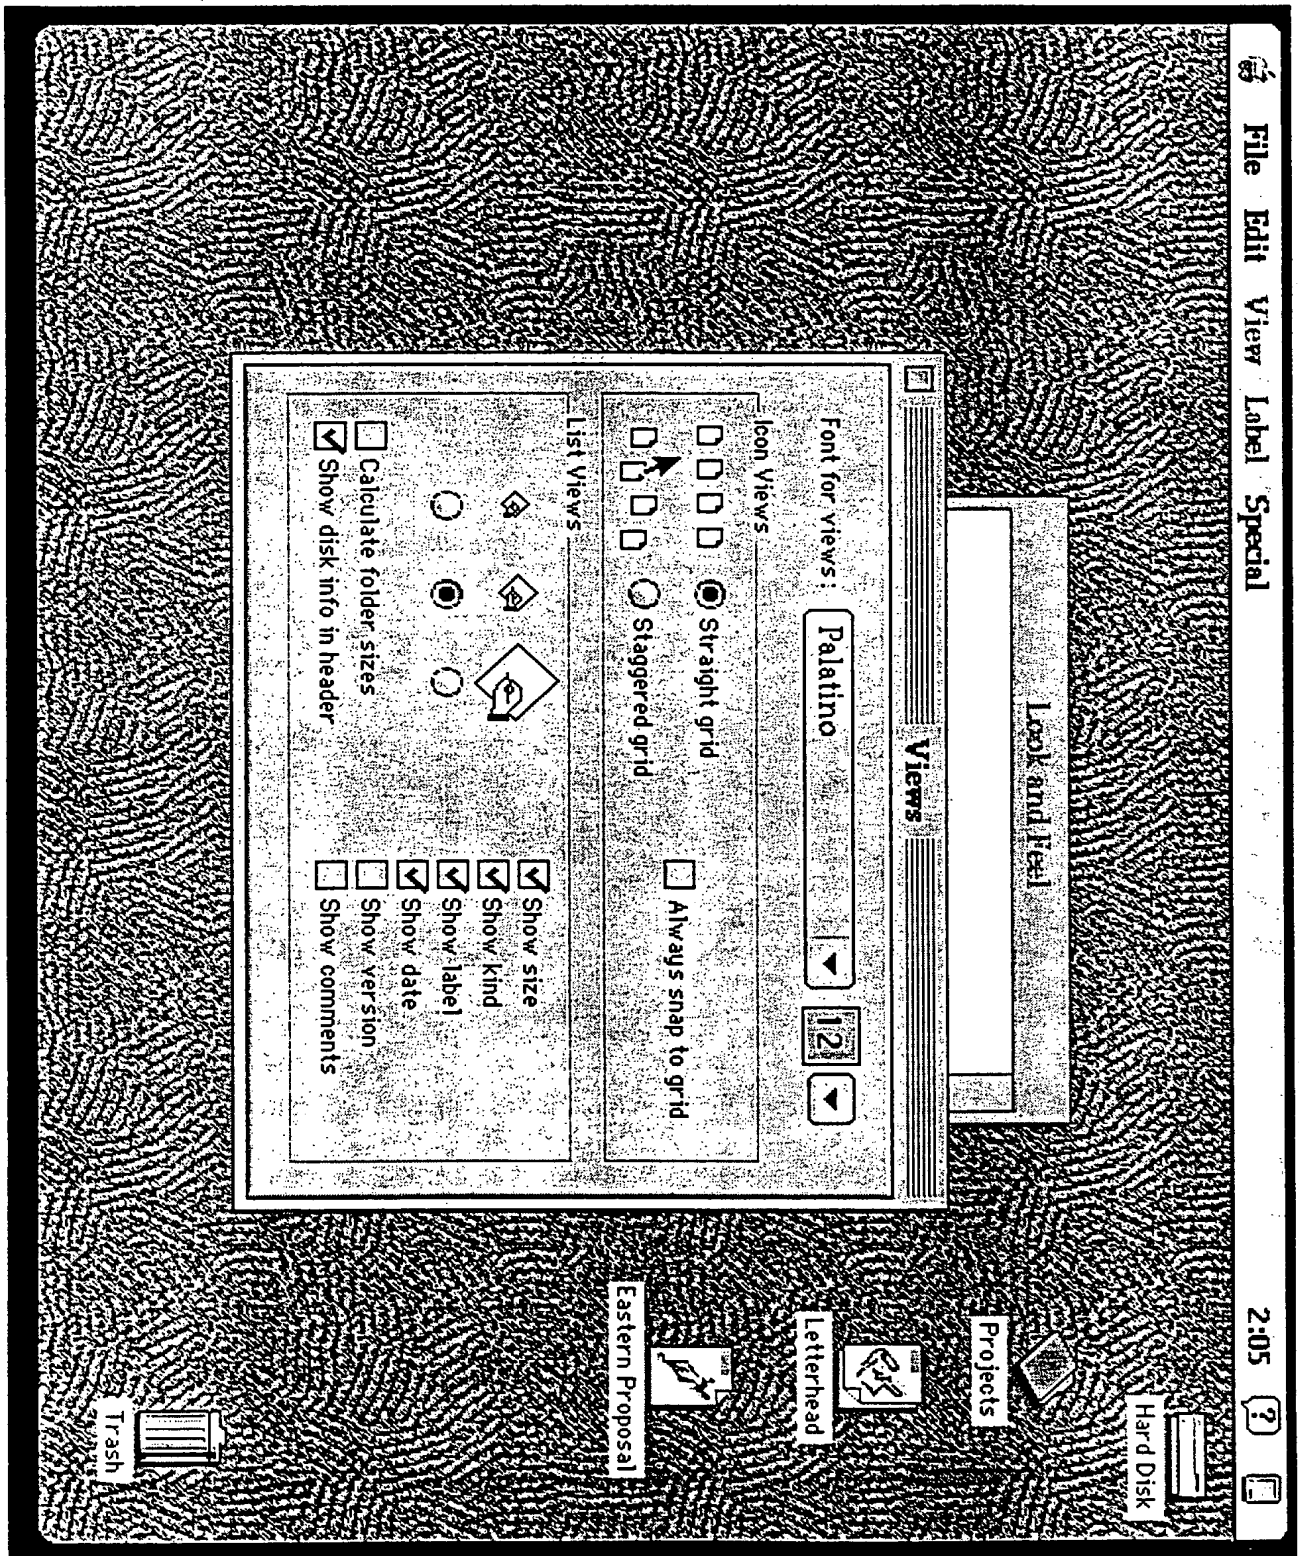 File Edit View Label Special 2:05
Hard Disk
Look and Feel
Views
Font for views: Palatino 12
Icon Views
Straight grid
Staggered grid
Always snap to grid
List Views
Calculate folder sizes
Show disk info in header
Show size
Show kind
Show label
Show date
Show version
Show comments
Projects
Letterhead
Eastern Proposal
Trash